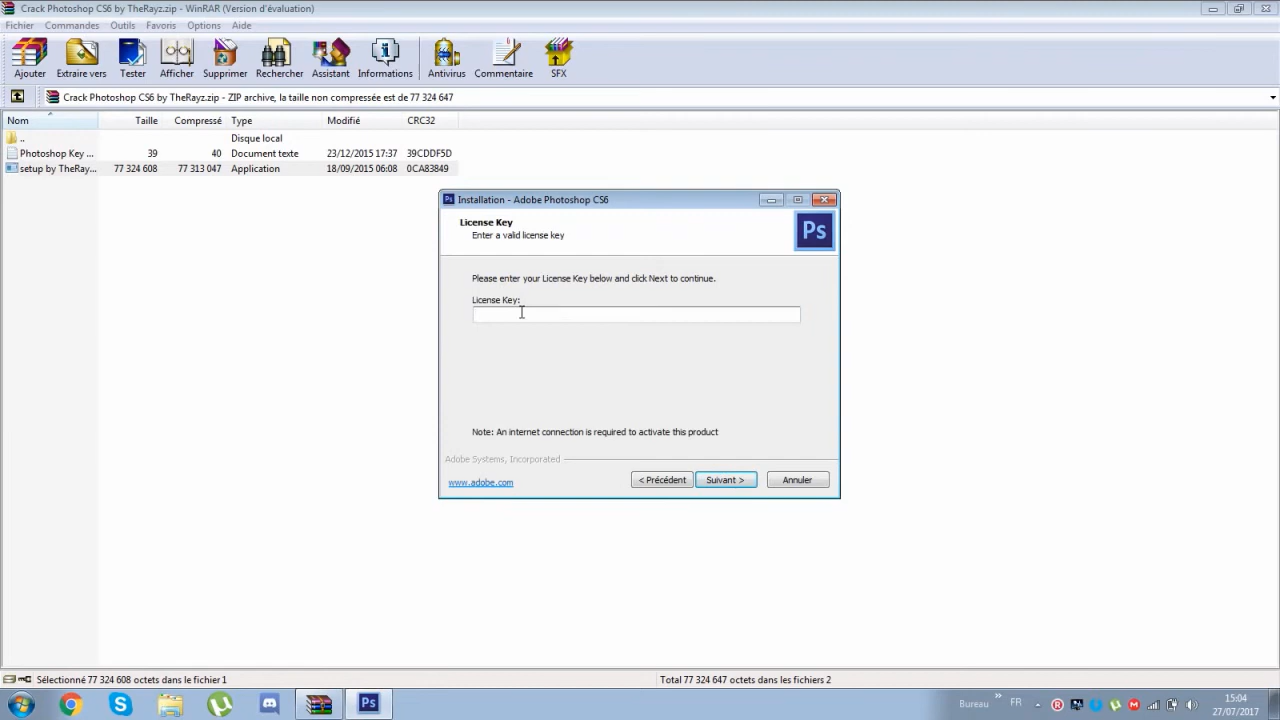 Crack Photoshop CS6 by TheRayz.zip - WinRAR (Version d'évaluation)
Fichier Commandes Outils Favoris Options Aide
Ajouter Extraire vers Tester Afficher Supprimer Rechercher Assistant Informations Antivirus Commentaire SFX
Crack Photoshop CS6 by TheRayz.zip - ZIP archive, la taille non compressée est de 77 324 647
Nom Taille Compressé Type Modifié CRC32
.. Disque local
Photoshop Key ... 39 40 Document texte 23/12/2015 17:37 39CDDF5D
setup by TheRay... 77 324 608 77 313 047 Application 18/09/2015 06:08 0CA83849
Ps Installation - Adobe Photoshop CS6
License Key
Enter a valid license key
Ps
Please enter your License Key below and click Next to continue.
License Key:
Note: An internet connection is required to activate this product
Adobe Systems, Incorporated
www.adobe.com
< Précédent Suivant > Annuler
Sélectionné 77 324 608 octets dans le fichier 1 Total 77 324 647 octets dans les fichiers 2
Ps Bureau » FR 15:04
27/07/2017